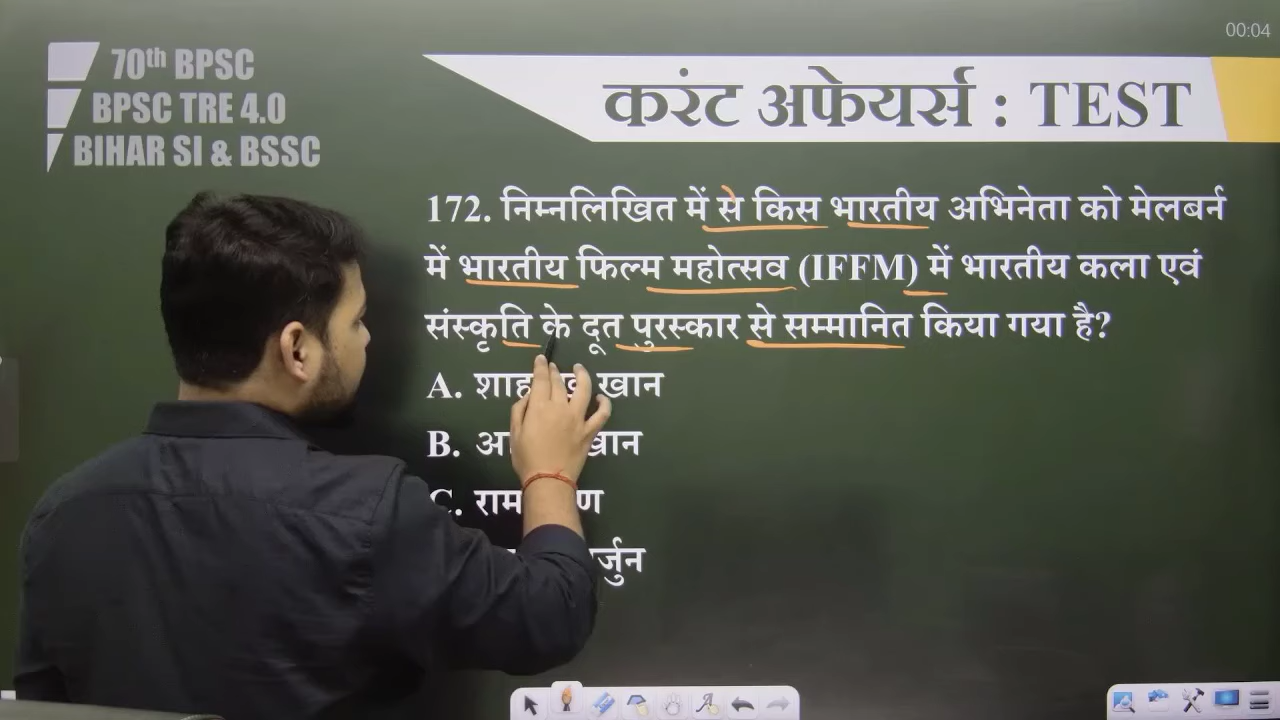 00:04
70th BPSC
BPSC TRE 4.0
BIHAR SI & BSSC
करंट अफेयर्स : TEST
172. निम्नलिखित में से किस भारतीय अभिनेता को मेलबर्न
में भारतीय फिल्म महोत्सव (IFFM) में भारतीय कला एवं
संस्कृति के दूत पुरस्कार से सम्मानित किया गया है?
A. खान
B. खान
C.